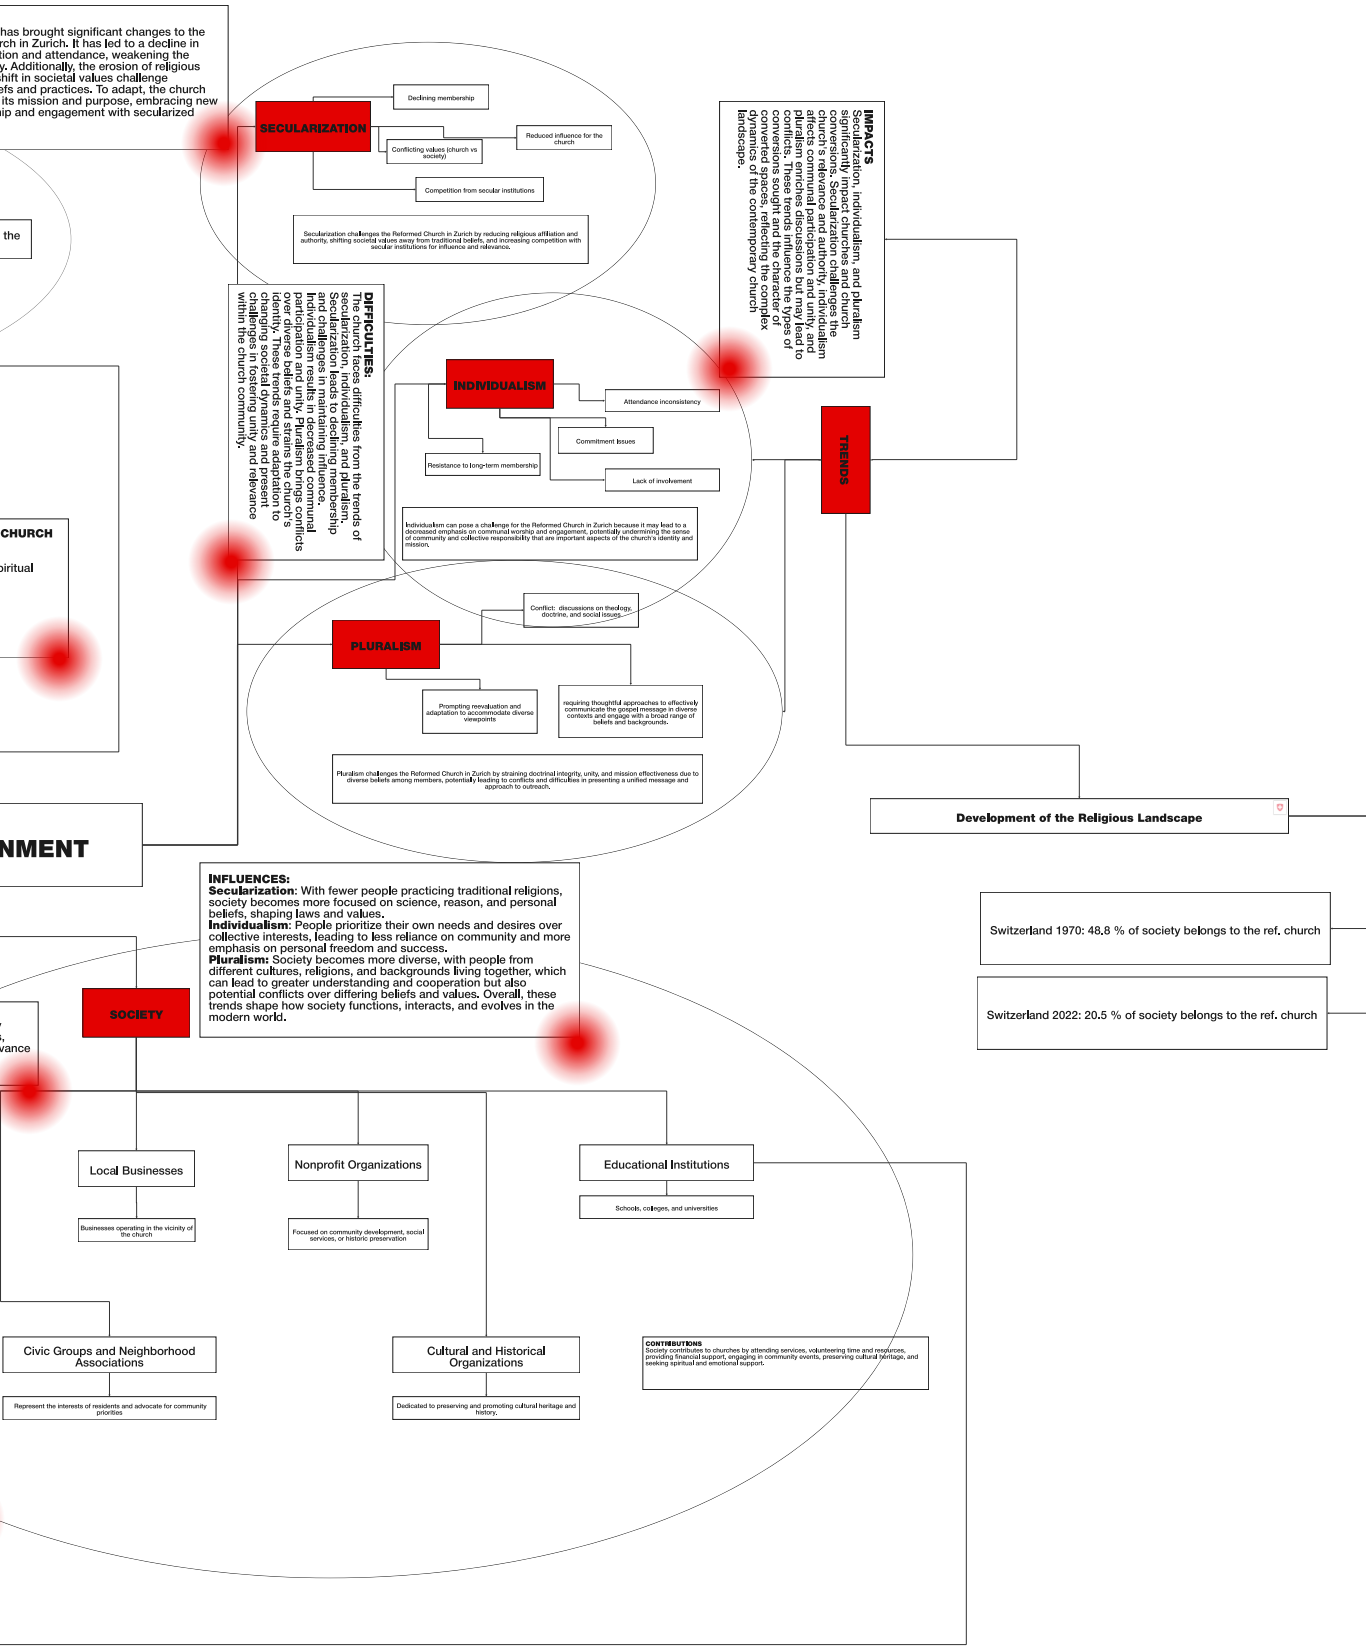 has brought significant changes to the
rch in Zurich. It has led to a decline in
tion and attendance, weakening the
y. Additionally, the erosion of religious
shift in societal values challenge
efs and practices. To adapt, the church
its mission and purpose, embracing new
hip and engagement with secularized
the
CHURCH
piritual
NMENT
SECULARIZATION
Declining membership
Reduced influence for the
church
Conflicting values (church vs
society)
Competition from secular institutions
Secularization challenges the Reformed Church in Zurich by reducing religious affiliation and
authority, shifting societal values away from traditional beliefs, and increasing competition with
secular institutions for influence and relevance.
IMPACTS
Secularization, individualism, and pluralism
significantly impact churches and church
conversions. Secularization challenges the
church's relevance and authority, individualism
affects communal participation and unity, and
pluralism enriches discussions but may lead to
conflicts. These trends influence the types of
conversions sought and the character of
converted spaces, reflecting the complex
dynamics of the contemporary church
landscape.
DIFFICULTIES:
The church faces difficulties from the trends of
secularization, individualism, and pluralism.
Secularization leads to declining membership
and challenges in maintaining influence.
Individualism results in decreased communal
participation and unity. Pluralism brings conflicts
over diverse beliefs and strains the church's
identity. These trends require adaptation to
changing societal dynamics and present
challenges in fostering unity and relevance
within the church community.
INDIVIDUALISM
Attendance inconsistency
Commitment Issues
Resistance to long-term membership
Lack of involvement
Individualism can pose a challenge for the Reformed Church in Zurich because it may lead to a
decreased emphasis on communal worship and engagement, potentially undermining the sense
of community and collective responsibility that are important aspects of the church's identity and
mission.
TRENDS
PLURALISM
Conflict: discussions on theology,
doctrine, and social issues.
Prompting reevaluation and
adaptation to accommodate diverse
viewpoints
requiring thoughtful approaches to effectively
communicate the gospel message in diverse
contexts and engage with a broad range of
beliefs and backgrounds.
Pluralism challenges the Reformed Church in Zurich by straining doctrinal integrity, unity, and mission effectiveness due to
diverse beliefs among members, potentially leading to conflicts and difficulties in presenting a unified message and
approach to outreach.
Development of the Religious Landscape
Switzerland 1970: 48.8 % of society belongs to the ref. church
Switzerland 2022: 20.5 % of society belongs to the ref. church
INFLUENCES:
Secularization: With fewer people practicing traditional religions,
society becomes more focused on science, reason, and personal
beliefs, shaping laws and values.
Individualism: People prioritize their own needs and desires over
collective interests, leading to less reliance on community and more
emphasis on personal freedom and success.
Pluralism: Society becomes more diverse, with people from
different cultures, religions, and backgrounds living together, which
can lead to greater understanding and cooperation but also
potential conflicts over differing beliefs and values. Overall, these
trends shape how society functions, interacts, and evolves in the
modern world.
SOCIETY
y
s,
vance
Local Businesses
Businesses operating in the vicinity of
the church
Nonprofit Organizations
Focused on community development, social
services, or historic preservation
Educational Institutions
Schools, colleges, and universities
Civic Groups and Neighborhood
Associations
Represent the interests of residents and advocate for community
priorities
Cultural and Historical
Organizations
Dedicated to preserving and promoting cultural heritage and
history.
CONTRIBUTIONS
Society contributes to churches by attending services, volunteering time and resources,
providing financial support, engaging in community events, preserving cultural heritage, and
seeking spiritual and emotional support.